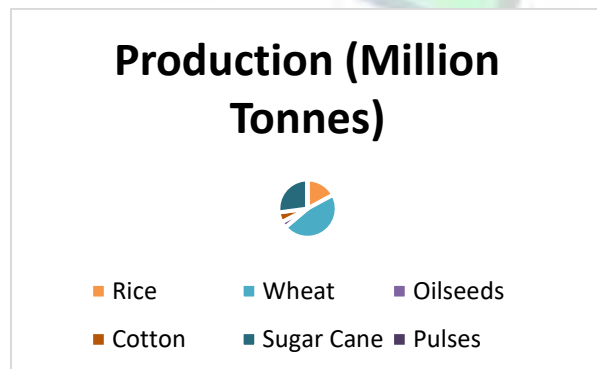 Production (Million
Tonnes)
Rice Wheat Oilseeds
Cotton Sugar Cane Pulses